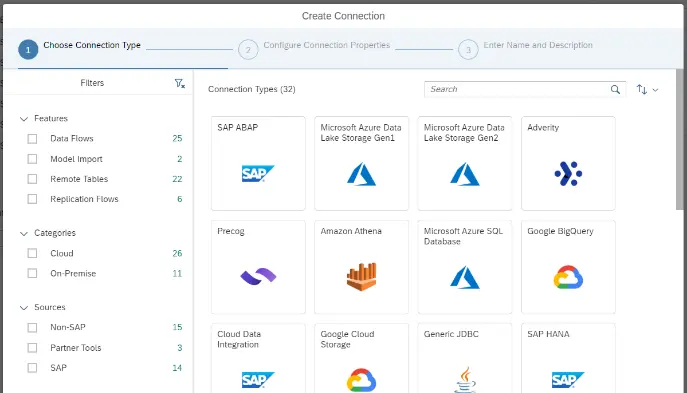 Create Connection
1 Choose Connection Type
2 Configure Connection Properties
3 Enter Name and Description
Filters
Features
Data Flows 25
Model Import 2
Remote Tables 22
Replication Flows 6
Categories
Cloud 26
On-Premise 11
Sources
Non-SAP 15
Partner Tools 3
SAP 14
Connection Types (32)
Search
SAP ABAP
SAP
Microsoft Azure Data
Lake Storage Gen1
Microsoft Azure Data
Lake Storage Gen2
Adverity
Precog
Amazon Athena
Microsoft Azure SQL
Database
Google BigQuery
Cloud Data
Integration
SAP
Google Cloud
Storage
Generic JDBC
SAP HANA
SAP